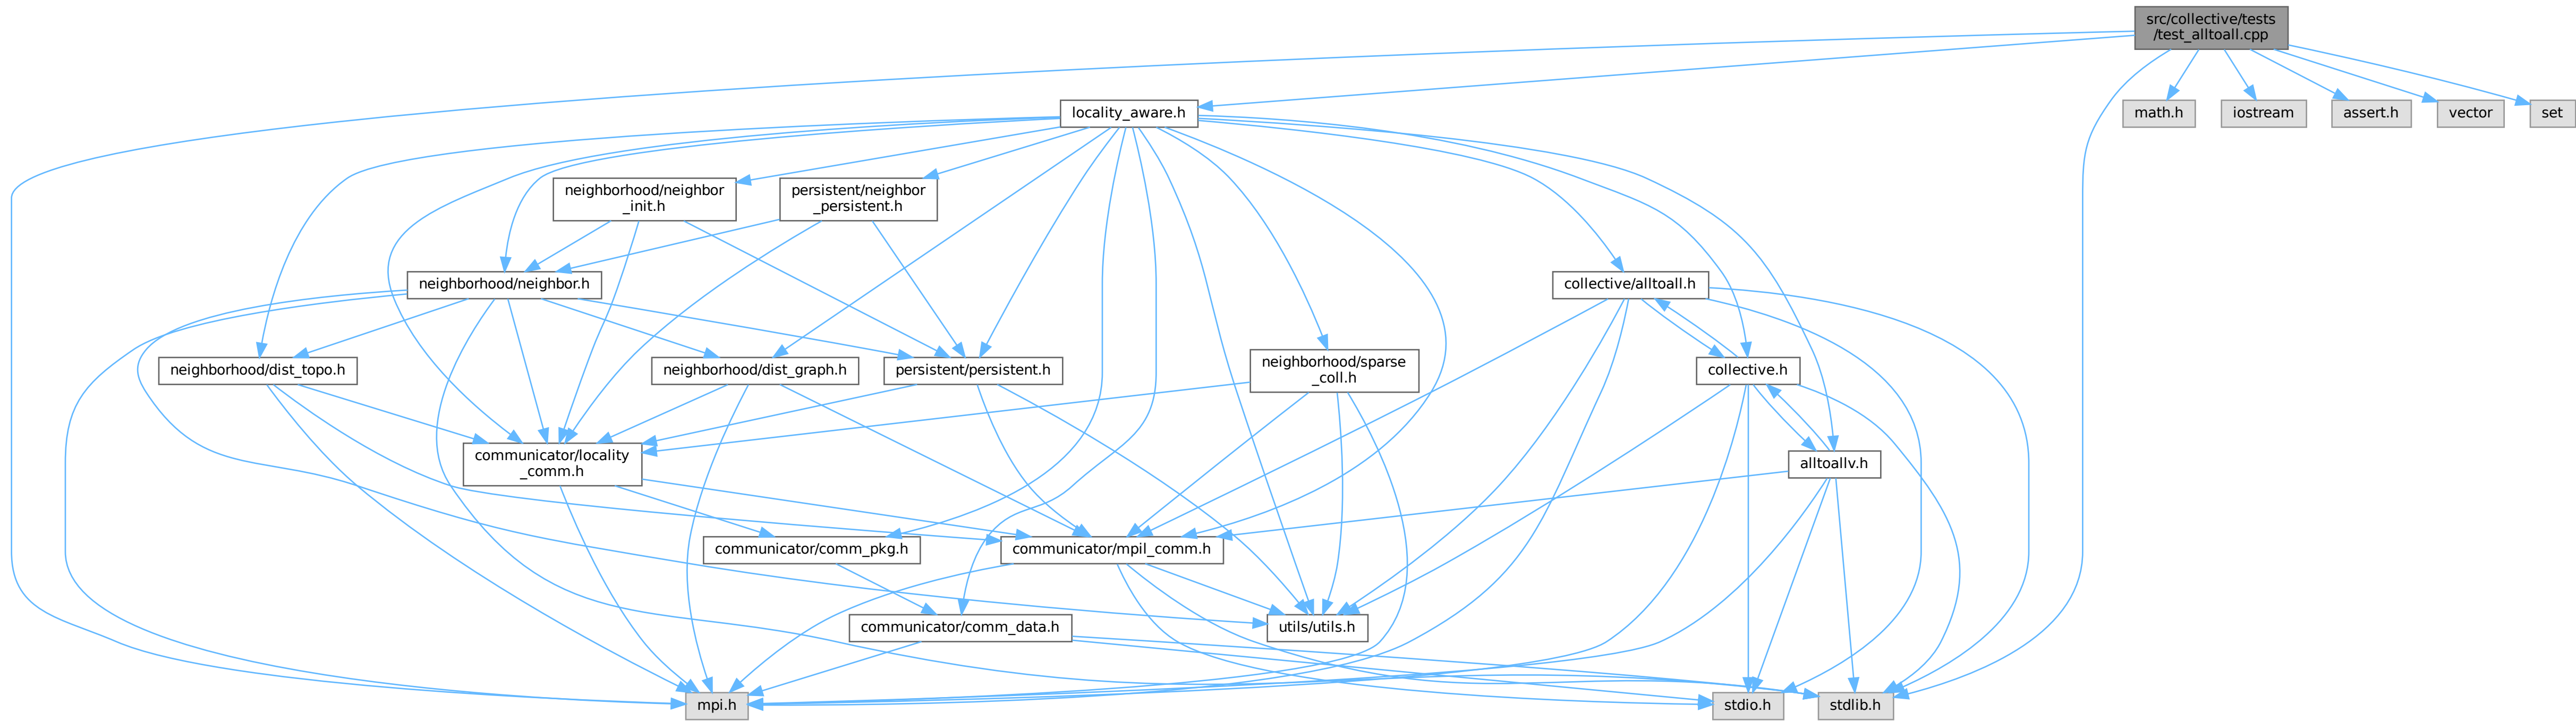 src/collective/tests
/test_alltoall.cpp
locality_aware.h
math.h
iostream
assert.h
vector
set
neighborhood/neighbor
_init.h
persistent/neighbor
_persistent.h
neighborhood/neighbor.h
collective/alltoall.h
neighborhood/dist_topo.h
neighborhood/dist_graph.h
persistent/persistent.h
neighborhood/sparse
_coll.h
collective.h
communicator/locality
_comm.h
alltoallv.h
communicator/comm_pkg.h
communicator/mpil_comm.h
communicator/comm_data.h
utils/utils.h
mpi.h
stdio.h
stdlib.h